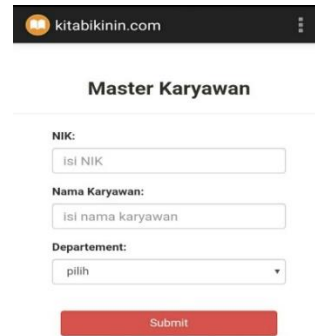 kitabikinin.com
Master Karyawan
NIK:
isi NIK
Nama Karyawan:
isi nama karyawan
Departement:
pilih
Submit